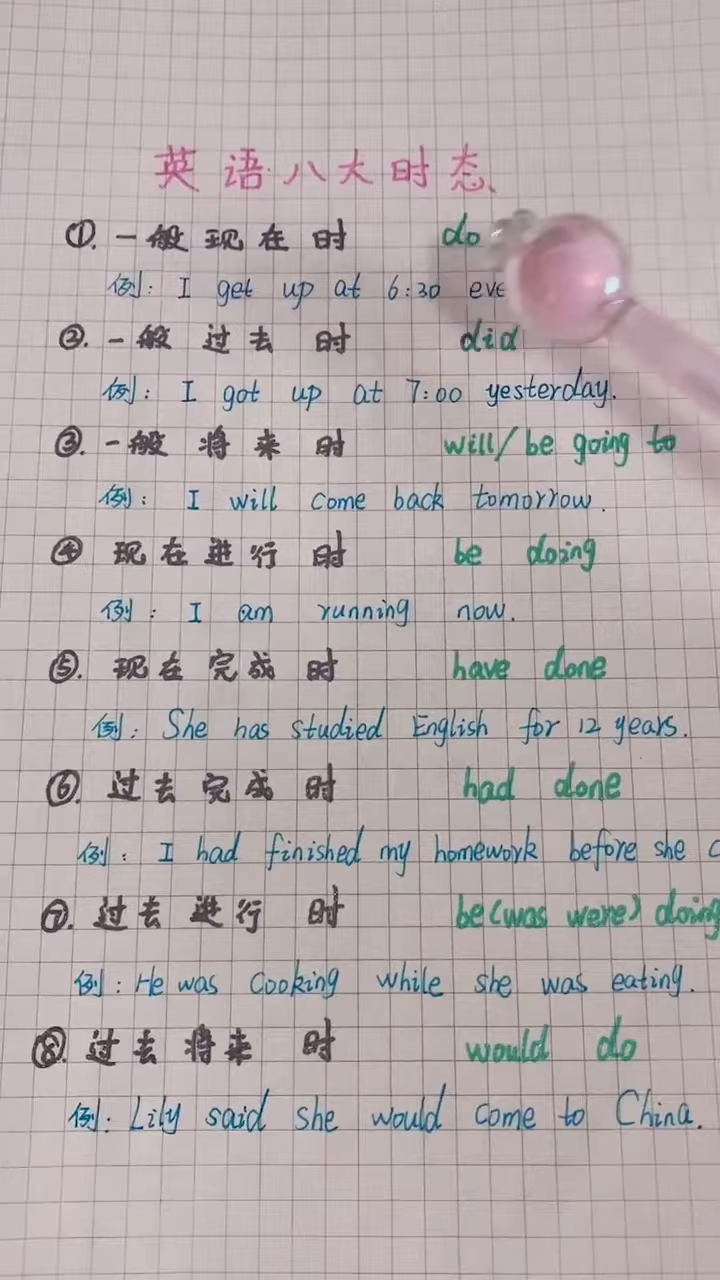 英语八大时态
①. 一般现在时 do
例: I get up at 6:30
②. 一般过去时 did
例: I got up at 7:00 yesterday.
③. 一般将来时 will/be going to
例: I will come back tomorrow.
④ 现在进行时 be doing
例: I am running now.
⑤. 现在完成时 have done
例: She has studied English for 12 years.
⑥. 过去完成时 had done
例: I had finished my homework before she
⑦. 过去进行时 be(was were) doing
例: He was cooking while she was eating.
⑧. 过去将来时 would do
例: Lily said she would come to China.